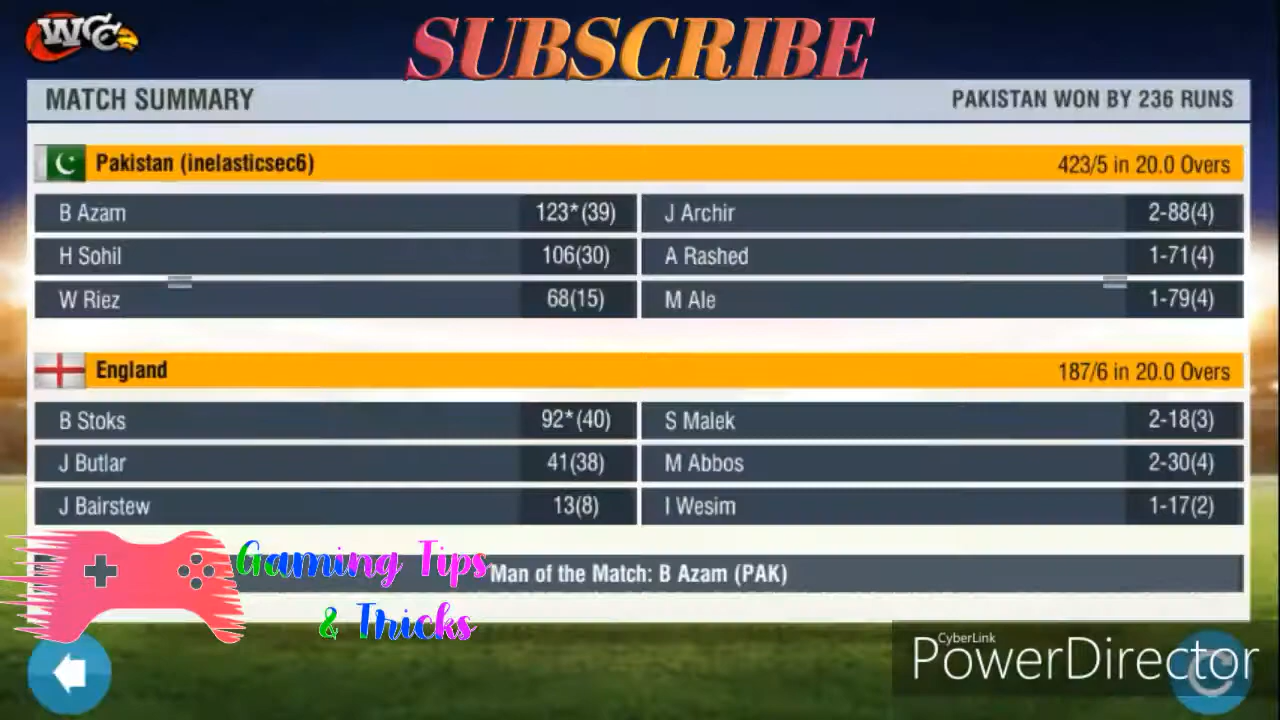 WCC
SUBSCRIBE
MATCH SUMMARY PAKISTAN WON BY 236 RUNS
Pakistan (inelasticsec6) 423/5 in 20.0 Overs
B Azam 123*(39) J Archir 2-88(4)
H Sohil 106(30) A Rashed 1-71(4)
W Riez 68(15) M Ale 1-79(4)
England 187/6 in 20.0 Overs
B Stoks 92*(40) S Malek 2-18(3)
J Butlar 41(38) M Abbos 2-30(4)
J Bairstew 13(8) I Wesim 1-17(2)
Gaming Tips
& Tricks
Man of the Match: B Azam (PAK)
CyberLink
PowerDirector